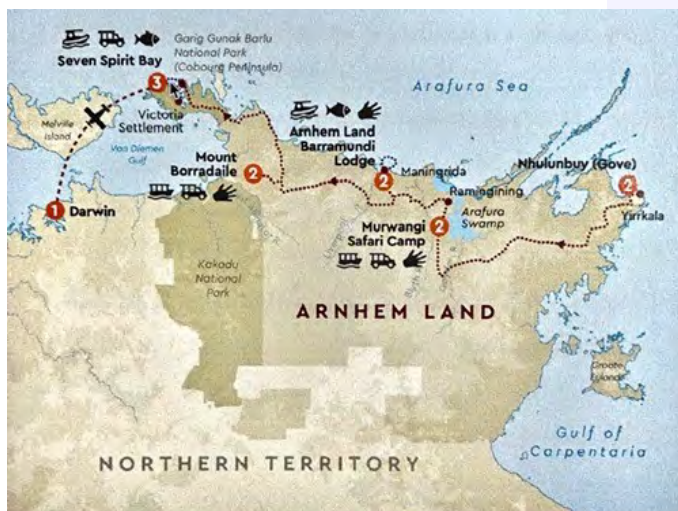 Garig Gunak Barlu
National Park
(Cobourg Peninsula)
Seven Spirit Bay
3
Arafura Sea
Victoria
Settlement
Melville
Island
Van Diemen
Gulf
Arnhem Land
Barramundi
Lodge
Mount
Borradaile
2
2
Maningrida
Nhulunbuy (Gove)
2
Ramingining
Yirrkala
1
Darwin
Arafura
Swamp
2
Murwangi
Safari Camp
Kakadu
National
Park
ARNHEM LAND
Groote
Gulf of
Carpentaria
NORTHERN TERRITORY